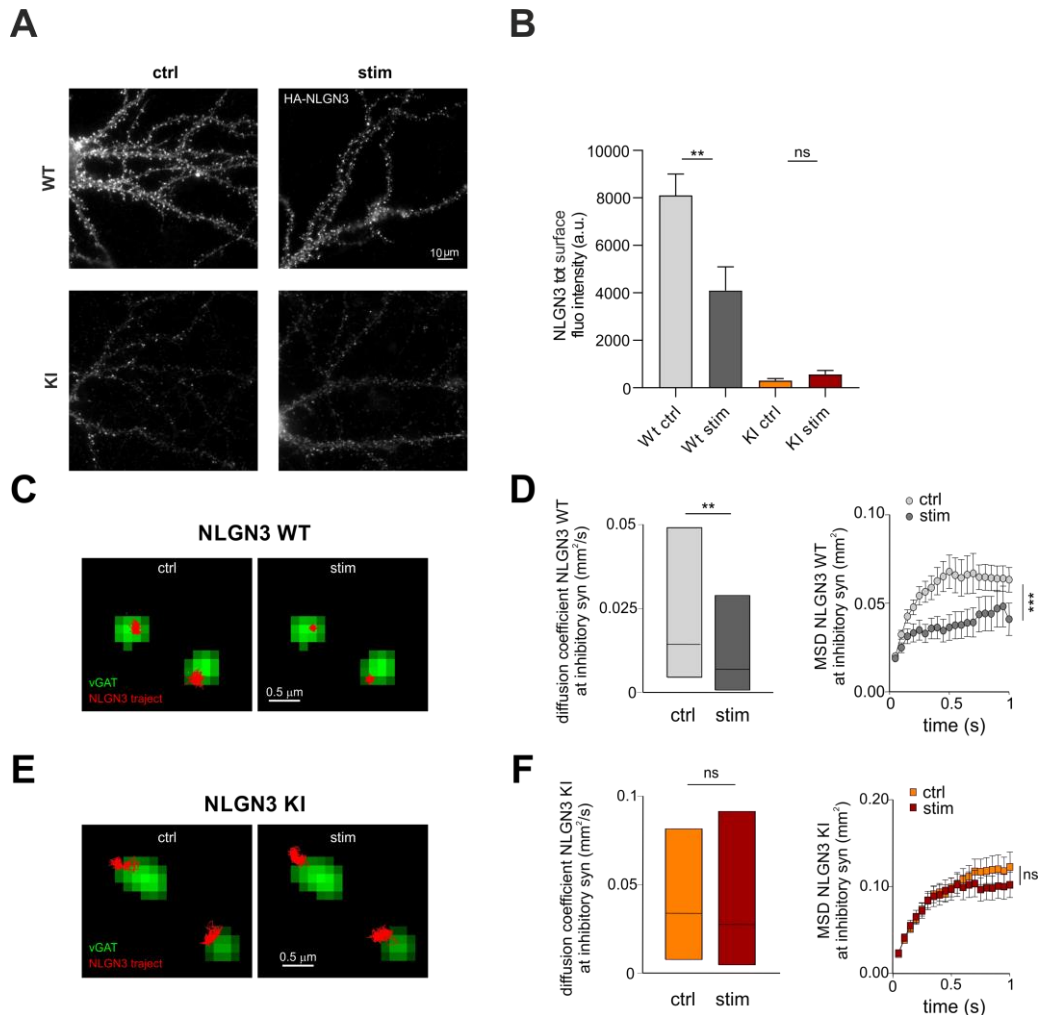 A
ctrl
stim
WT
HA-NLGN3
10 µm
KI
B
NLGN3 tot surface
fluo intensity (a.u.)
10000
8000
6000
4000
2000
0
**
ns
Wt ctrl
Wt stim
KI ctrl
KI stim
C
NLGN3 WT
ctrl
stim
vGAT
NLGN3 traject
0.5 µm
D
diffusion coefficient NLGN3 WT
at inhibitory syn (mm²/s)
0.05
0.025
0
**
ctrl
stim
ctrl
stim
MSD NLGN3 WT
at inhibitory syn (mm²)
0.10
0.05
0.00
***
0
0.5
1
time (s)
E
NLGN3 KI
ctrl
stim
vGAT
NLGN3 traject
0.5 µm
F
diffusion coefficient NLGN3 KI
at inhibitory syn (mm²/s)
0.1
0.05
0
ns
ctrl
stim
ctrl
stim
MSD NLGN3 KI
at inhibitory syn (mm²)
0.20
0.10
0.00
ns
0
0.5
1
time (s)